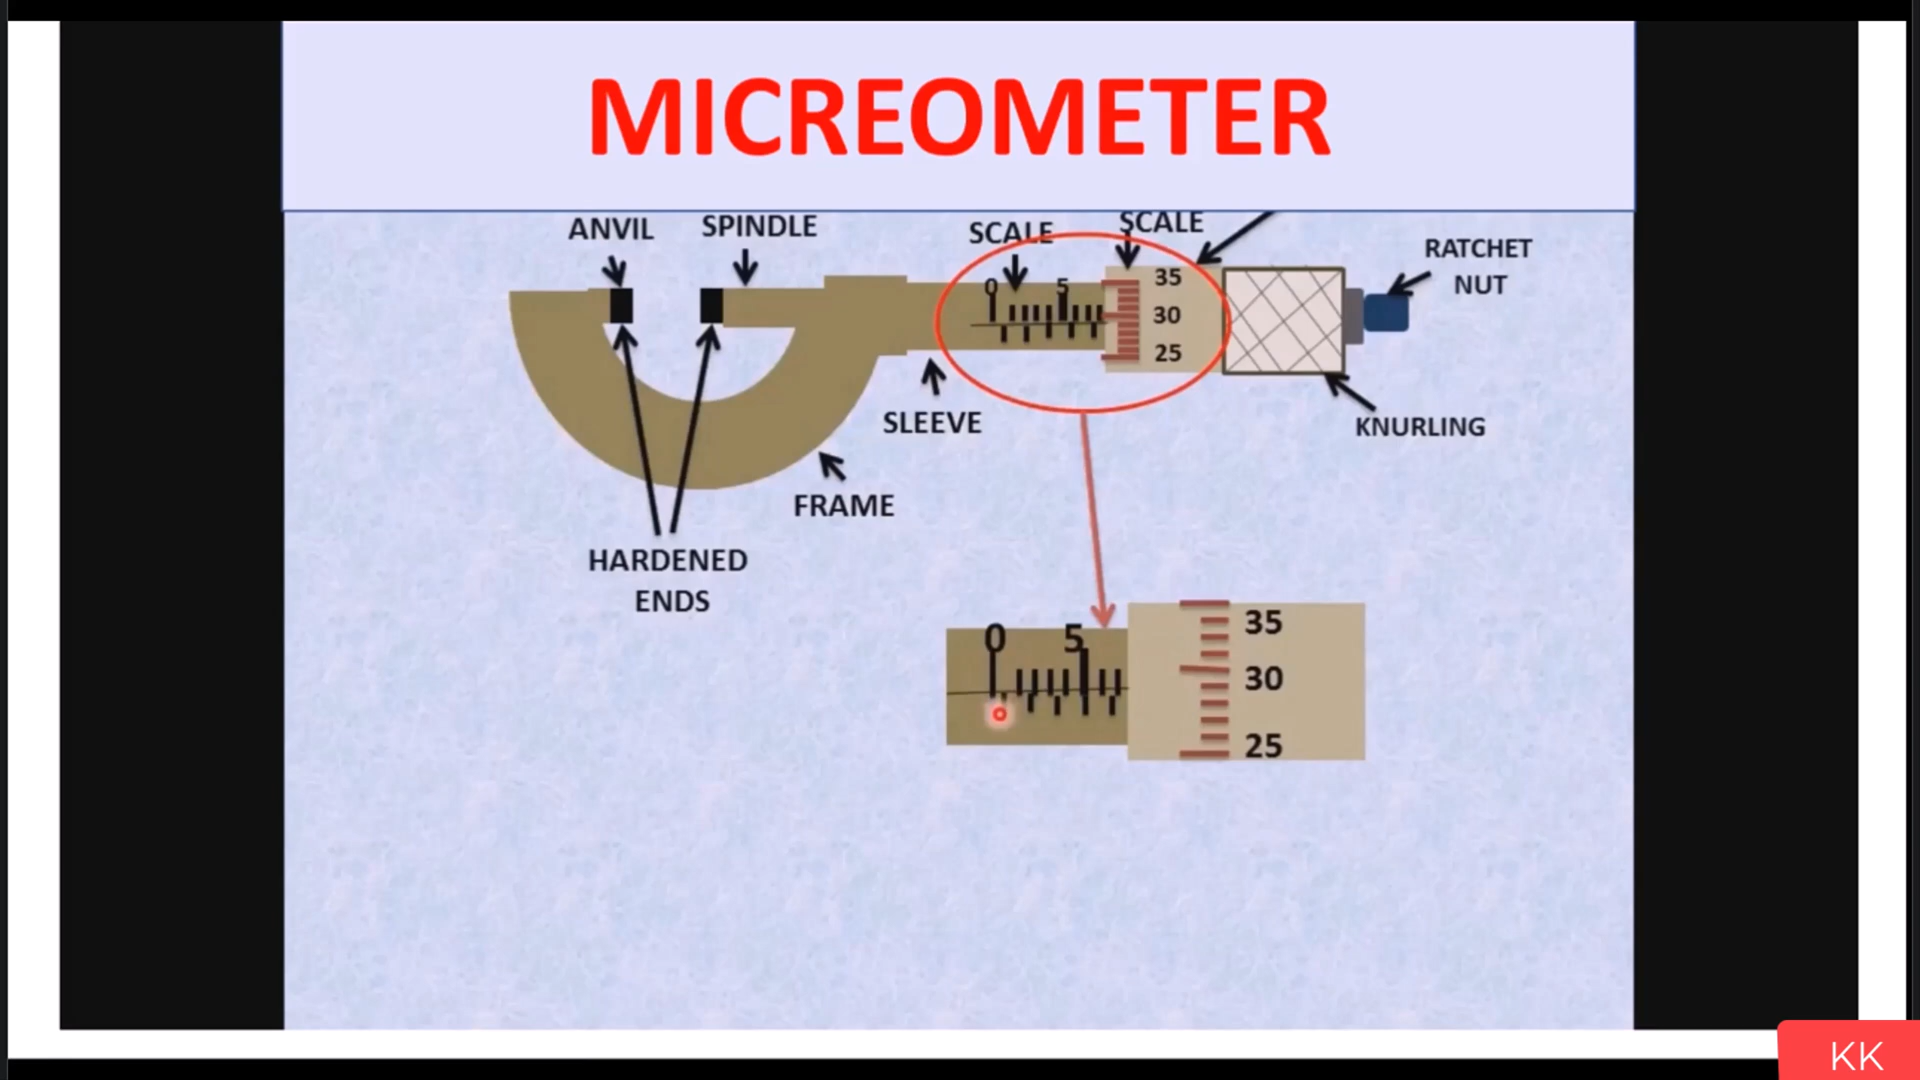 MICREOMETER
ANVIL
SPINDLE
SCALE
SCALE
0
5
35
30
25
RATCHET
NUT
SLEEVE
KNURLING
FRAME
HARDENED
ENDS
0
5
35
30
25
KK